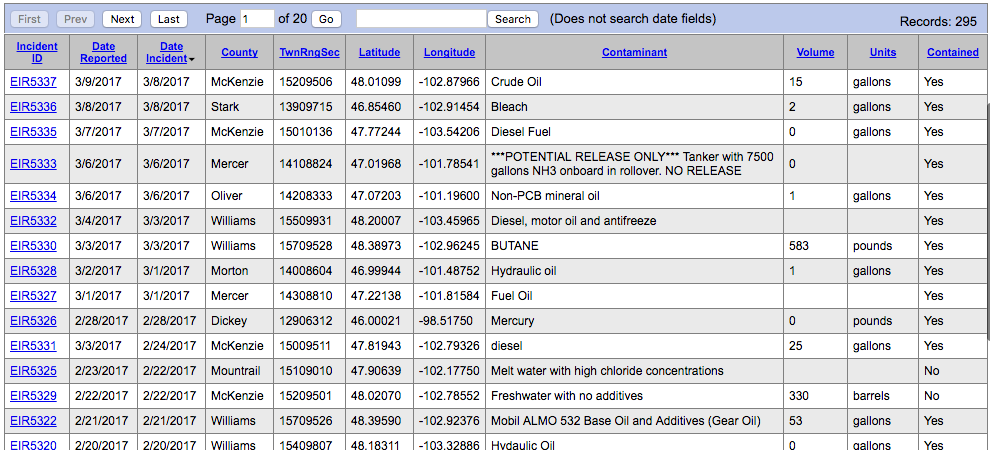 First Prev Next Last Page 1 of 20 Go Search (Does not search date fields) Records: 295
Incident ID Date Reported Date Incident County TwnRngSec Latitude Longitude Contaminant Volume Units Contained
EIR5337 3/9/2017 3/8/2017 McKenzie 15209506 48.01099 -102.87966 Crude Oil 15 gallons Yes
EIR5336 3/8/2017 3/8/2017 Stark 13909715 46.85460 -102.91454 Bleach 2 gallons Yes
EIR5335 3/7/2017 3/7/2017 McKenzie 15010136 47.77244 -103.54206 Diesel Fuel 0 gallons Yes
EIR5333 3/6/2017 3/6/2017 Mercer 14108824 47.01968 -101.78541 ***POTENTIAL RELEASE ONLY*** Tanker with 7500
gallons NH3 onboard in rollover. NO RELEASE 0 Yes
EIR5334 3/6/2017 3/6/2017 Oliver 14208333 47.07203 -101.19600 Non-PCB mineral oil 1 gallons Yes
EIR5332 3/4/2017 3/3/2017 Williams 15509931 48.20007 -103.45965 Diesel, motor oil and antifreeze Yes
EIR5330 3/3/2017 3/3/2017 Williams 15709528 48.38973 -102.96245 BUTANE 583 pounds Yes
EIR5328 3/2/2017 3/1/2017 Morton 14008604 46.99944 -101.48752 Hydraulic oil 1 gallons Yes
EIR5327 3/1/2017 3/1/2017 Mercer 14308810 47.22138 -101.81584 Fuel Oil Yes
EIR5326 2/28/2017 2/28/2017 Dickey 12906312 46.00021 -98.51750 Mercury 0 pounds Yes
EIR5331 3/3/2017 2/24/2017 McKenzie 15009511 47.81943 -102.79326 diesel 25 gallons Yes
EIR5325 2/23/2017 2/22/2017 Mountrail 15109010 47.90639 -102.17750 Melt water with high chloride concentrations No
EIR5329 2/22/2017 2/22/2017 McKenzie 15209501 48.02070 -102.78552 Freshwater with no additives 330 barrels No
EIR5322 2/21/2017 2/21/2017 Williams 15709526 48.39590 -102.92376 Mobil ALMO 532 Base Oil and Additives (Gear Oil) 53 gallons Yes
EIR5320 2/20/2017 2/20/2017 Williams 15409807 48.18311 -103.32886 Hydaulic Oil 0 gallons Yes